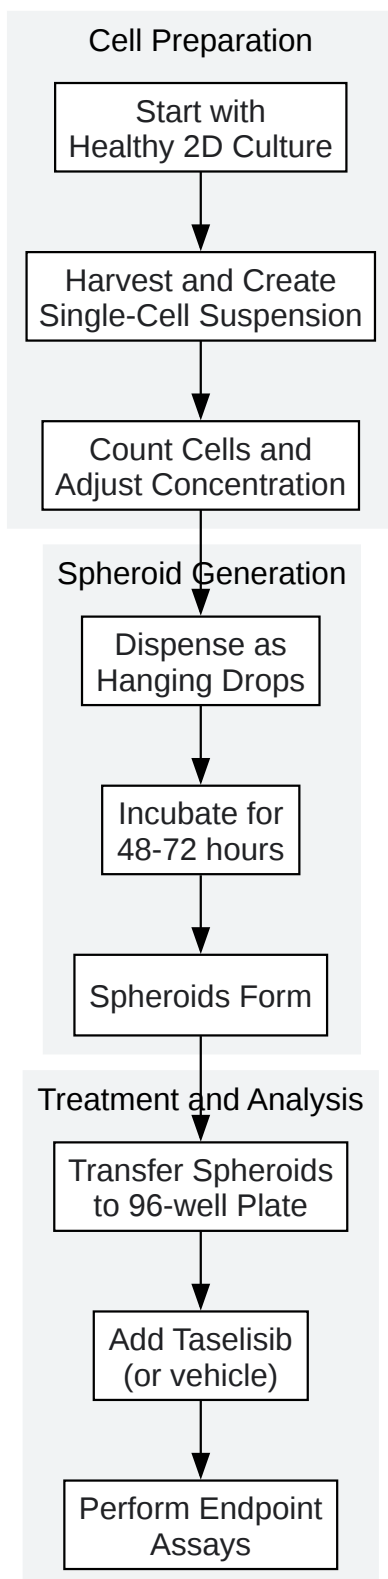 Cell Preparation
Start with
Healthy 2D Culture
Harvest and Create
Single-Cell Suspension
Count Cells and
Adjust Concentration
Spheroid Generation
Dispense as
Hanging Drops
Incubate for
48-72 hours
Spheroids Form
Treatment and Analysis
Transfer Spheroids
to 96-well Plate
Add Taselisib
(or vehicle)
Perform Endpoint
Assays